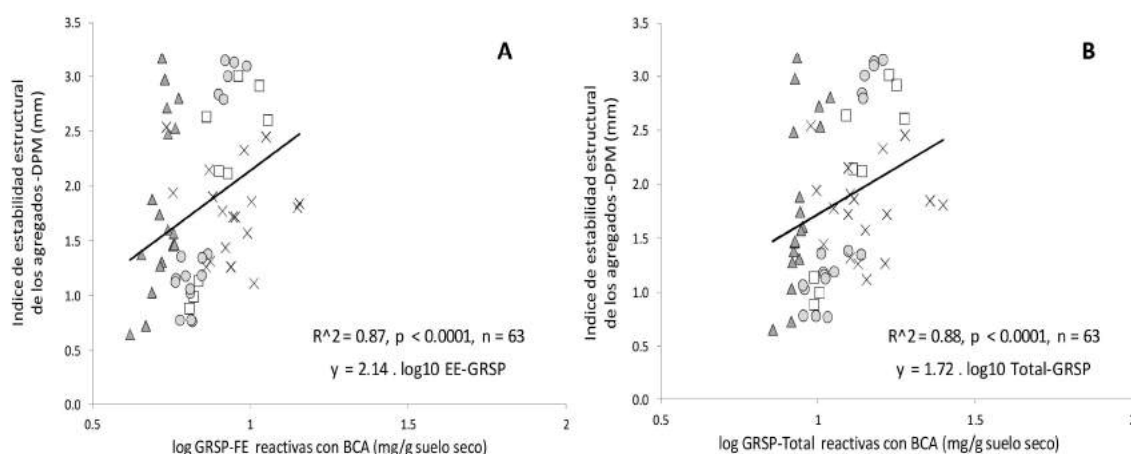 Indice de estabilidad estructural
de los agregados -DPM (mm)
3.5
3.0
2.5
2.0
1.5
1.0
0.5
0.0
A
R^2 = 0.87, p < 0.0001, n = 63
y = 2.14 . log10 EE-GRSP
0.5
1
1.5
2
log GRSP-FE reactivas con BCA (mg/g suelo seco)
Indice de estabilidad estructural
de los agregados -DPM (mm)
3.5
3.0
2.5
2.0
1.5
1.0
0.5
0.0
B
R^2 = 0.88, p < 0.0001, n = 63
y = 1.72 . log10 Total-GRSP
0.5
1
1.5
2
log GRSP-Total reactivas con BCA (mg/g suelo seco)